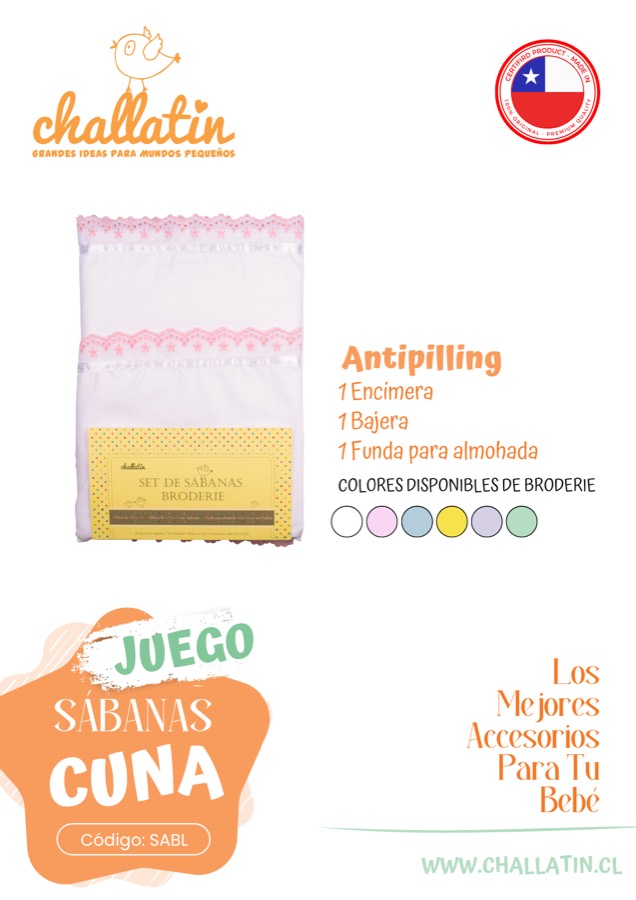 challatin
GRANDES IDEAS PARA MUNDOS PEQUEÑOS
CERTIFIRD PRODUCT - MADE IN
100% ORIGINAL - PREMIUM QUALITY
challatin
SET DE SÁBANAS
BRODERIE
Antipilling
1 Encimera
1 Bajera
1 Funda para almohada
COLORES DISPONIBLES DE BRODERIE
JUEGO
SÁBANAS
CUNA
Código: SABL
Los
Mejores
Accesorios
Para Tu
Bebé
WWW.CHALLATIN.CL